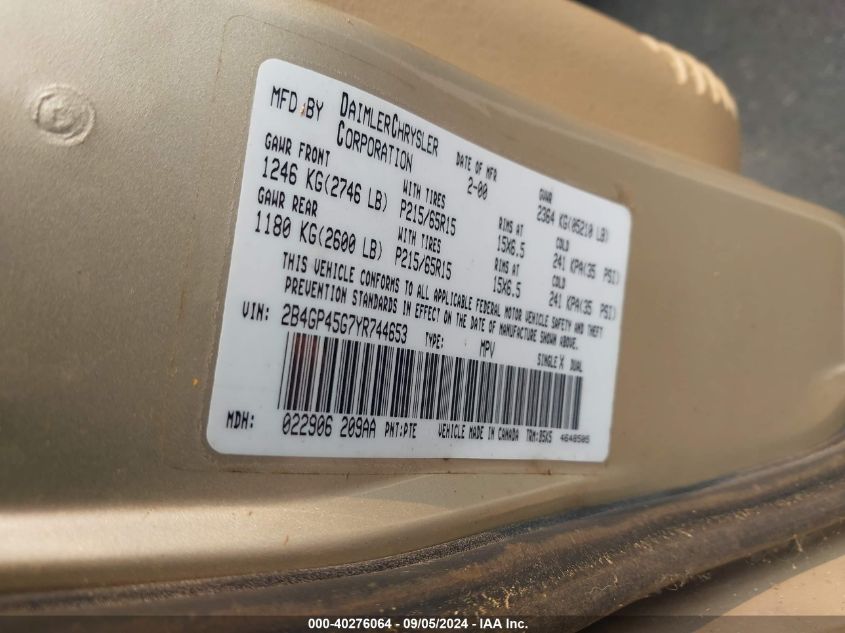 MFD BY DAIMLERCHRYSLER CORPORATION
DATE OF MFR 2-00
GVWR 2364 KG(05210 LB)
GAWR FRONT
1246 KG(2746 LB)
WITH TIRES
P215/65R15
RIMS AT
15X6.5
COLD
241 KPA(35 PSI)
GAWR REAR
1180 KG(2600 LB)
WITH TIRES
P215/65R15
RIMS AT
15X6.5
COLD
241 KPA(35 PSI)
THIS VEHICLE CONFORMS TO ALL APPLICABLE FEDERAL MOTOR VEHICLE SAFETY AND THEFT
PREVENTION STANDARDS IN EFFECT ON THE DATE OF MANUFACTURE SHOWN ABOVE.
VIN: 2B4GP45G7YR744653 TYPE: MPV SINGLE X DUAL
MDH: 022906 209AA PNT:PTE VEHICLE MADE IN CANADA TRM:D5K5 4648505
000-40276064 - 09/05/2024 - IAA Inc.